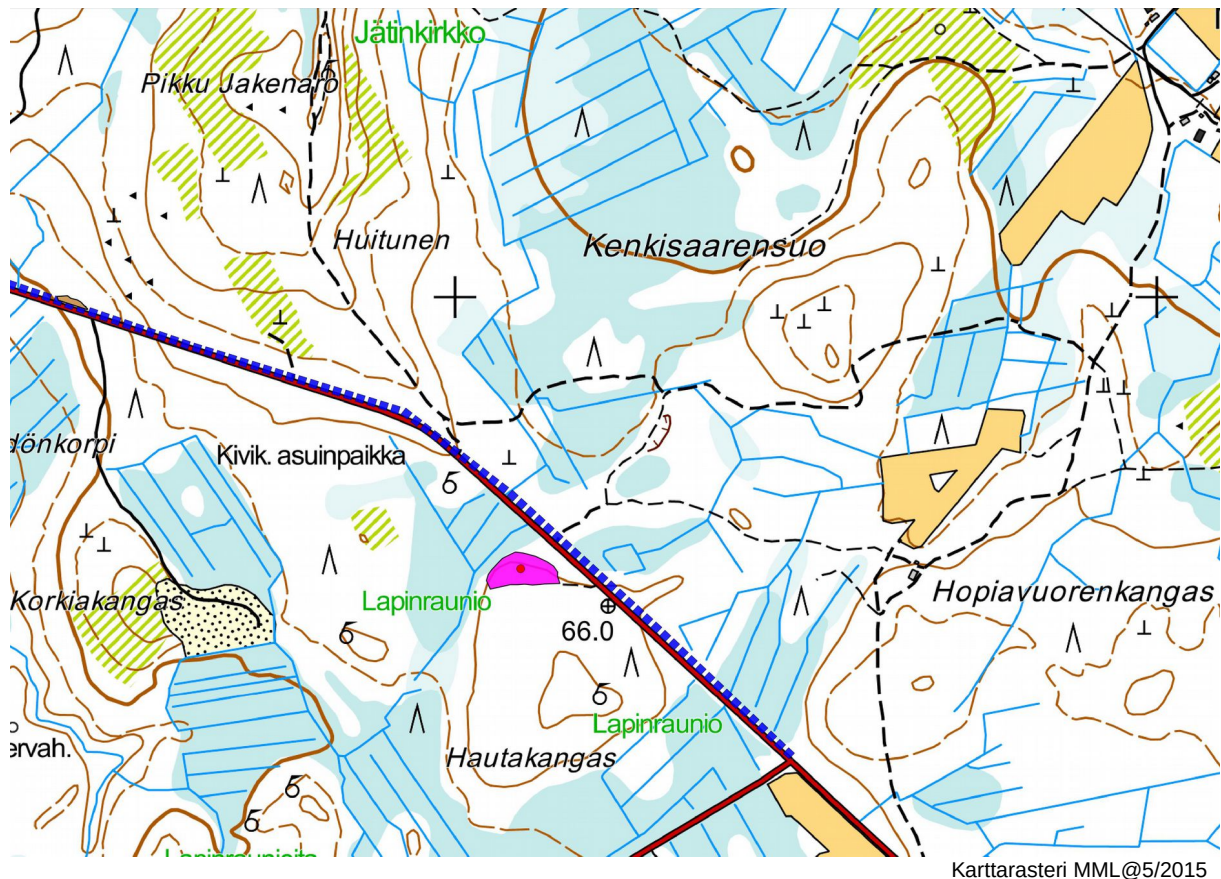 Jätinkirkko
Pikku Jakenaro
Huitunen
Kenkisaarensuo
dönkorpi
Kivik. asuinpaikka
Korkiakangas
Lapinraunio
66.0
Hopiavuorenkangas
Lapinraunio
ervah.
Hautakangas
Lapinraunioita
Karttarasteri MML@5/2015